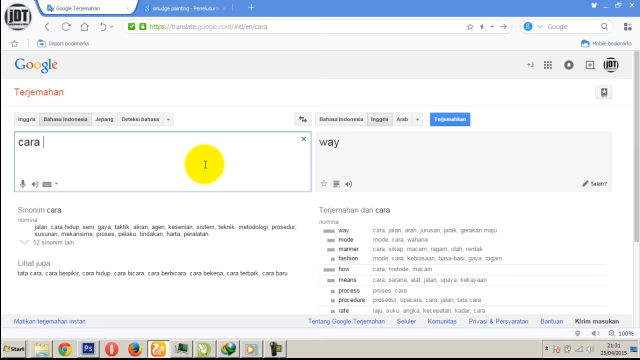 jDT
Google Terjemahan
smudge painting - Penelusuran
https://translate.google.com/#id/en/cara
Google
Import bookmarks
Mobile bookmarks
Google
+J
jDT
Terjemahan
Inggris Bahasa Indonesia Jepang Deteksi bahasa
Bahasa Indonesia Inggris Arab Terjemahkan
cara
way
Salah?
Sinonim cara
nomina
jalan, cara hidup, seni, gaya, taktik, aliran, agen, kesenian, sistem, teknik, metodologi, prosedur,
susunan, mekanisme, proses, pelaku, tindakan, harta, peralatan
52 sinonim lain
Lihat juga
tata cara, cara berpikir, cara hidup, cara bicara, cara berbicara, cara bekerja, cara terbaik, cara baru
Terjemahan dari cara
nomina
way cara, jalan, arah, jurusan, jarak, gerakan maju
mode mode, cara, wahana
manner cara, sikap, macam, ragam, olah, rentak
fashion mode, cara, kebiasaan, basa-basi, gaya, ragam
how cara, metode, macam
means cara, sarana, alat, jalan, upaya, kekayaan
process proses, cara
procedure prosedur, upacara, cara, jalan, tata cara
rate laju, suku, angka, kecepatan, kadar, cara
Matikan terjemahan instan
Tentang Google Terjemahan Seluler Komunitas Privasi & Persyaratan Bantuan Kirim masukan
100%
Start
Ps
21:31
25/04/2015